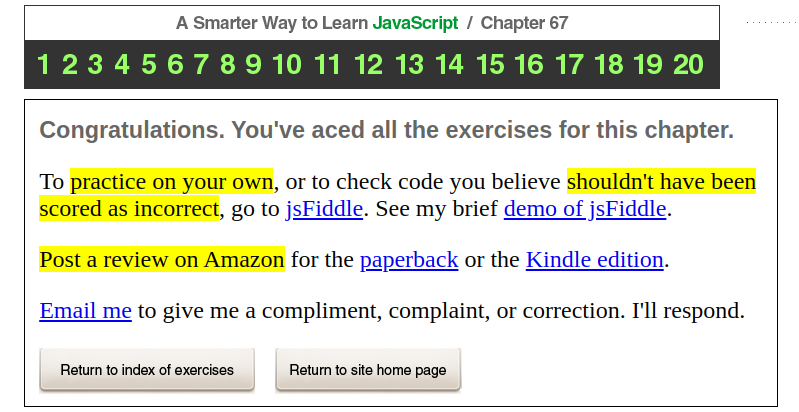 A Smarter Way to Learn JavaScript / Chapter 67
1 2 3 4 5 6 7 8 9 10 11 12 13 14 15 16 17 18 19 20
Congratulations. You've aced all the exercises for this chapter.
To practice on your own, or to check code you believe shouldn't have been
scored as incorrect, go to jsFiddle. See my brief demo of jsFiddle.
Post a review on Amazon for the paperback or the Kindle edition.
Email me to give me a compliment, complaint, or correction. I'll respond.
Return to index of exercises Return to site home page